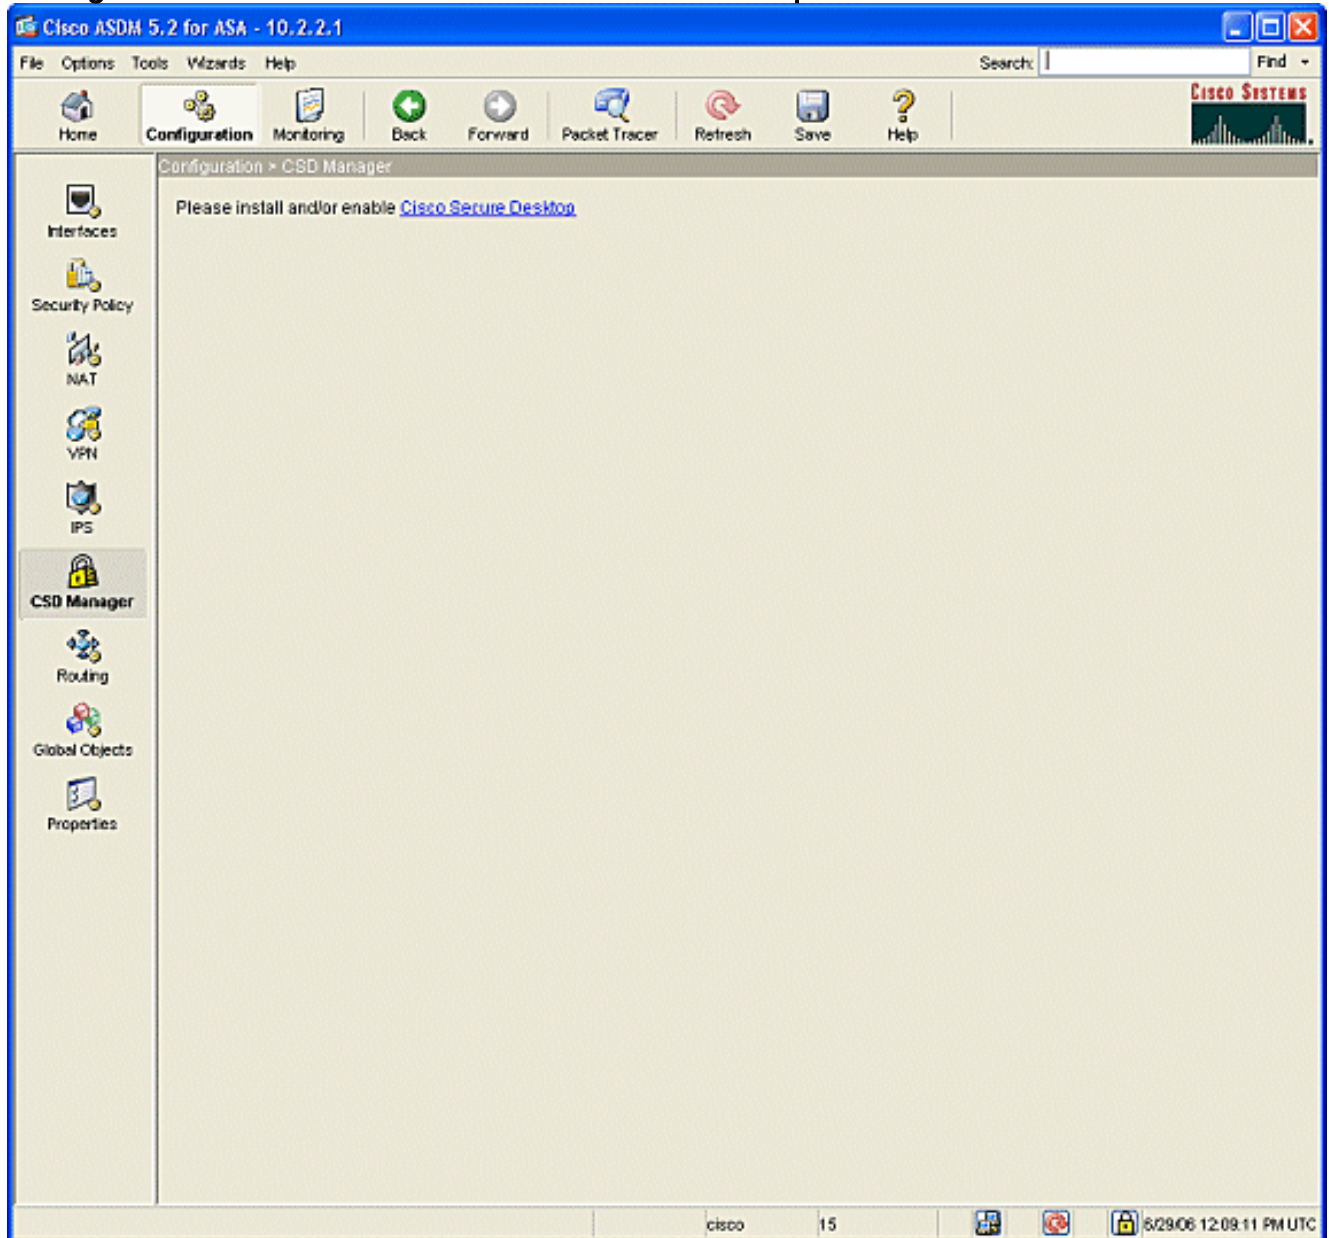 Cisco ASDM 5.2 for ASA - 10.2.2.1
File Options Tools Wizards Help Search: Find
Home Configuration Monitoring Back Forward Packet Tracer Refresh Save Help
CISCO SYSTEMS
Configuration > CSD Manager
Please install and/or enable Cisco Secure Desktop
Interfaces
Security Policy
NAT
VPN
IPS
CSD Manager
Routing
Global Objects
Properties
cisco 15 6/29/06 12:09:11 PM UTC